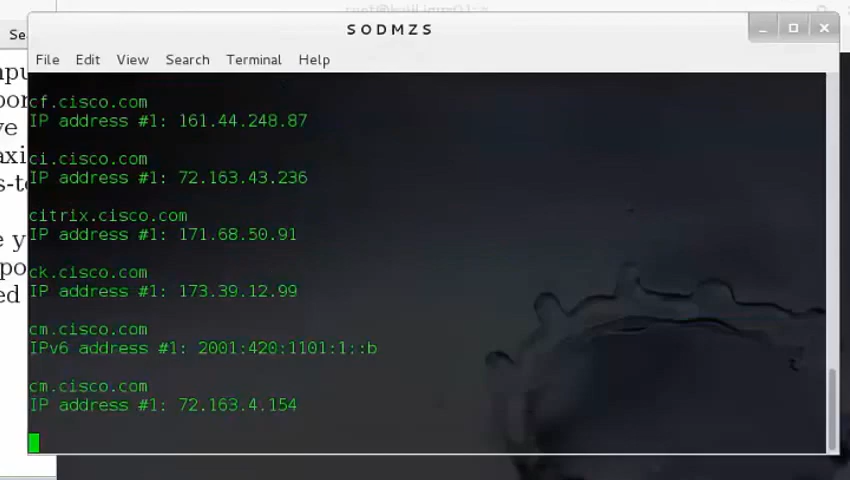 SODMZS
Se
File Edit View Search Terminal Help
cf.cisco.com
IP address #1: 161.44.248.87
ci.cisco.com
IP address #1: 72.163.43.236
citrix.cisco.com
IP address #1: 171.68.50.91
ck.cisco.com
IP address #1: 173.39.12.99
cm.cisco.com
IPv6 address #1: 2001:420:1101:1::b
cm.cisco.com
IP address #1: 72.163.4.154